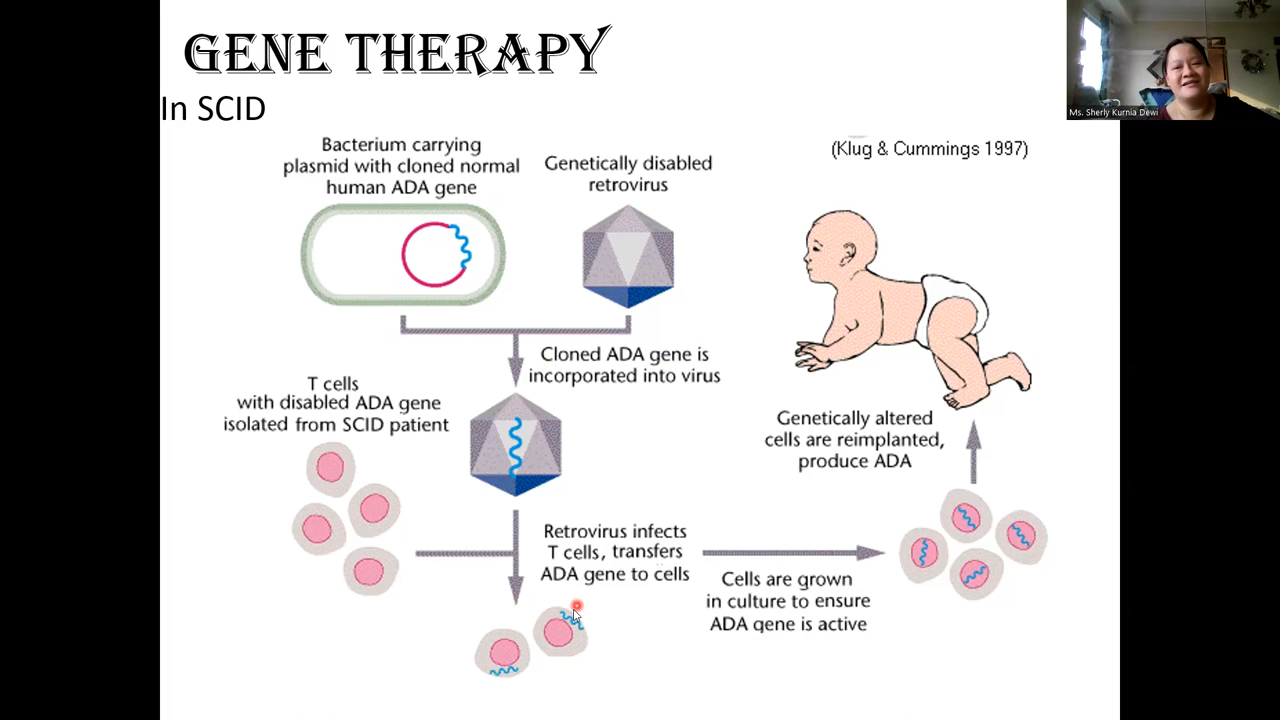 GENE THERAPY
In SCID
Ms. Sherly Kurnia Dewi
(Klug & Cummings 1997)
Bacterium carrying
plasmid with cloned normal
human ADA gene
Genetically disabled
retrovirus
Cloned ADA gene is
incorporated into virus
T cells
with disabled ADA gene
isolated from SCID patient
Retrovirus infects
T cells, transfers
ADA gene to cells
Cells are grown
in culture to ensure
ADA gene is active
Genetically altered
cells are reimplanted,
produce ADA